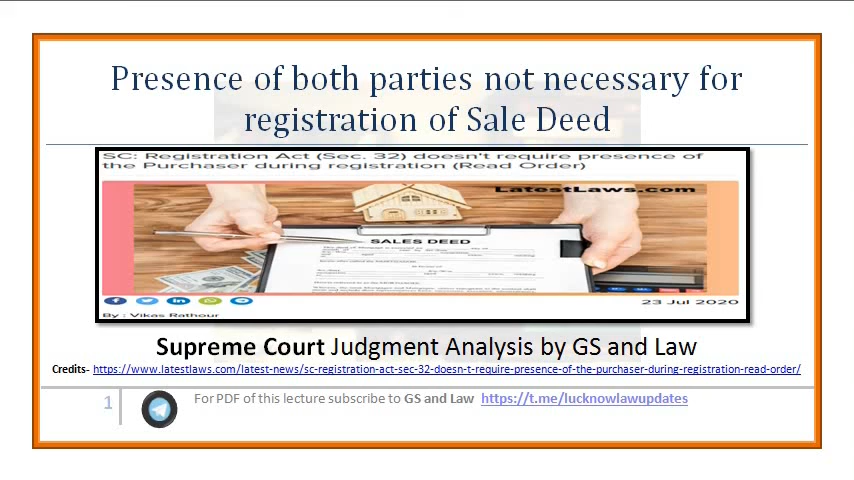 Presence of both parties not necessary for
registration of Sale Deed
SC: Registration Act (Sec. 32) doesn't require presence of
the Purchaser during registration (Read Order)
LatestLaws.com
SALES DEED
23 Jul 2020
By : Vikas Rathour
Supreme Court Judgment Analysis by GS and Law
Credits- https://www.latestlaws.com/latest-news/sc-registration-act-sec-32-doesn-t-require-presence-of-the-purchaser-during-registration-read-order/
1
For PDF of this lecture subscribe to GS and Law https://t.me/lucknowlawupdates